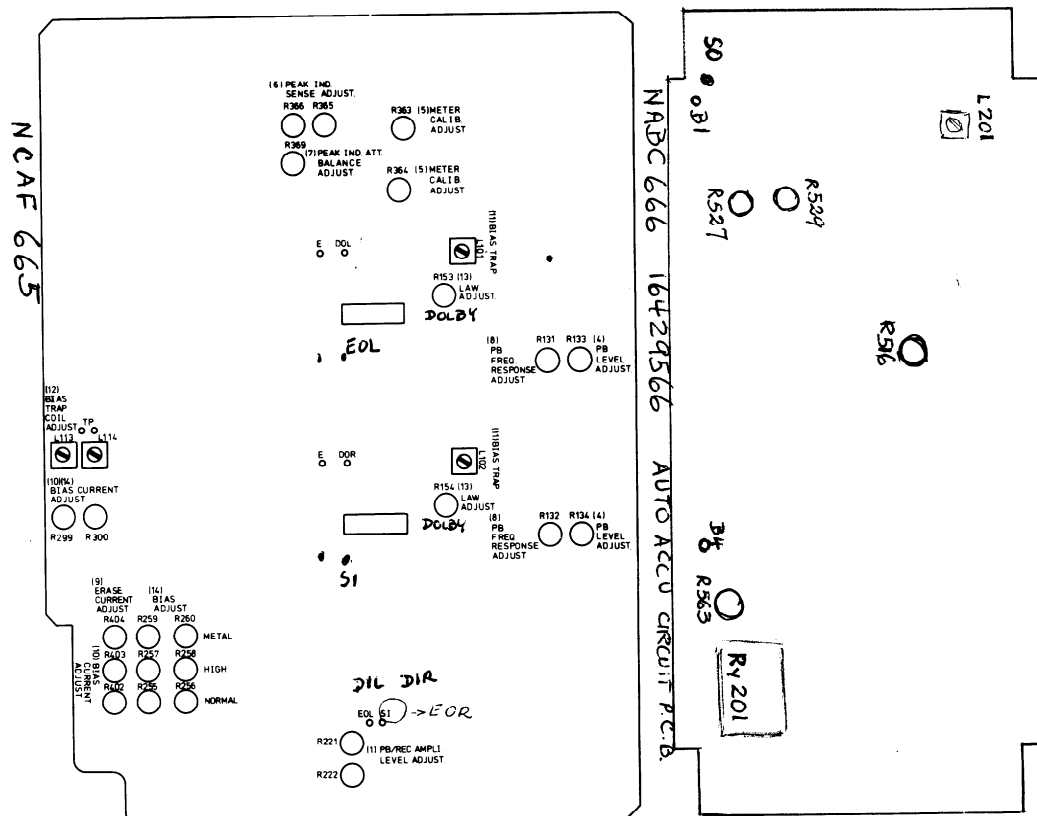 NCAF 665
(6) PEAK IND.
SENSE ADJUST.
R366 R365
R363 (5) METER
CALIB.
ADJUST
R369
(7) PEAK IND. ATT.
BALANCE
ADJUST
R364 (5) METER
CALIB.
ADJUST
E DOL
(11) BIAS TRAP
L101
R153 (13)
LAW
ADJUST.
DOLBY
EOL
(8)
PB
FREQ.
RESPONSE
ADJUST.
R131 R133 (4)
PB
LEVEL
ADJUST.
(12)
BIAS
TRAP
COIL
ADJUST
TP
L113 L114
(10)(14)
BIAS CURRENT
ADJUST
R299 R300
E DOR
(11) BIAS TRAP
L102
R154 (13)
LAW
ADJUST
DOLBY
SI
(8)
PB
FREQ.
RESPONSE
ADJUST
R132 R134 (4)
PB
LEVEL
ADJUST.
(9)
ERASE
CURRENT
ADJUST
(14)
BIAS
ADJUST
R404 R259 R260
METAL
(10) BIAS
CURRENT
ADJUST
R403 R257 R258
HIGH
R402 R255 R256
NORMAL
DIL DIR
EOL SI -> EOR
R221
(1) PB/REC AMPLI
LEVEL ADJUST.
R222
NABC 666 16429566 AUTO ACCU CIRCUIT P.C.B.
SO
B1
L201
R527
R529
R516
B4
R563
Ry 201